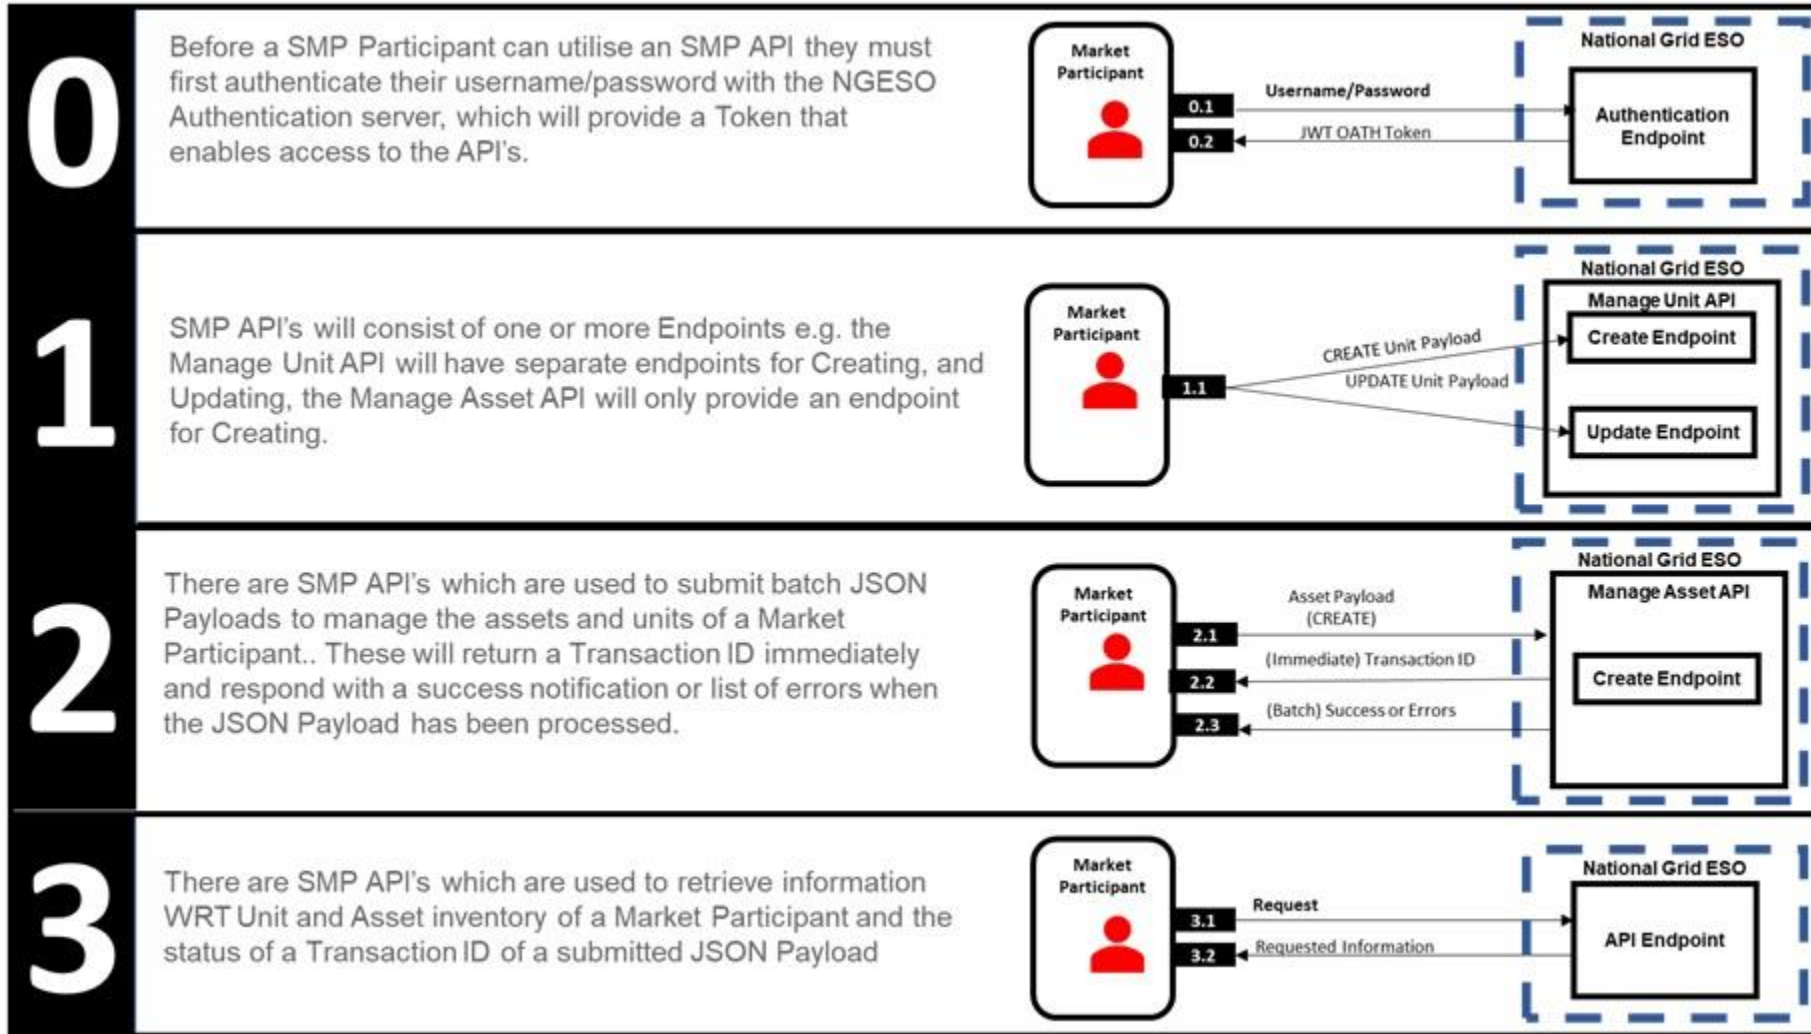 0
Before a SMP Participant can utilise an SMP API they must
first authenticate their username/password with the NGESO
Authentication server, which will provide a Token that
enables access to the API's.
Market
Participant
0.1
0.2
Username/Password
JWT OATH Token
National Grid ESO
Authentication
Endpoint
1
SMP API's will consist of one or more Endpoints e.g. the
Manage Unit API will have separate endpoints for Creating, and
Updating, the Manage Asset API will only provide an endpoint
for Creating.
Market
Participant
1.1
CREATE Unit Payload
UPDATE Unit Payload
National Grid ESO
Manage Unit API
Create Endpoint
Update Endpoint
2
There are SMP API's which are used to submit batch JSON
Payloads to manage the assets and units of a Market
Participant.. These will return a Transaction ID immediately
and respond with a success notification or list of errors when
the JSON Payload has been processed.
Market
Participant
2.1
2.2
2.3
Asset Payload
(CREATE)
(Immediate) Transaction ID
(Batch) Success or Errors
National Grid ESO
Manage Asset API
Create Endpoint
3
There are SMP API's which are used to retrieve information
WRT Unit and Asset inventory of a Market Participant and the
status of a Transaction ID of a submitted JSON Payload
Market
Participant
3.1
3.2
Request
Requested Information
National Grid ESO
API Endpoint